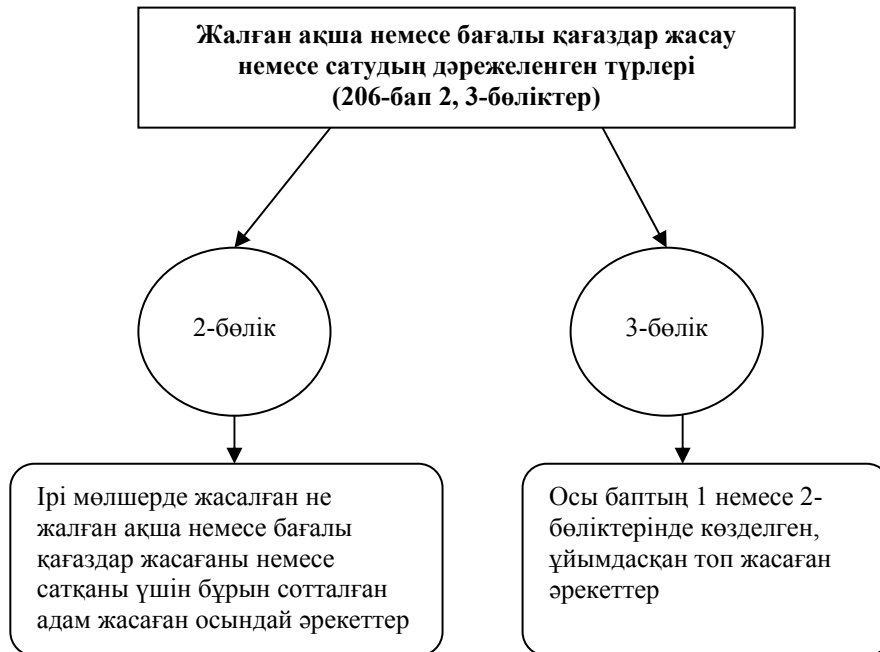 Жалған ақша немесе бағалы қағаздар жасау
немесе сатудың дәрежеленген түрлері
(206-бап 2, 3-бөліктер)
2-бөлік
3-бөлік
Ірі мөлшерде жасалған не
жалған ақша немесе бағалы
қағаздар жасағаны немесе
сатқаны үшін бұрын сотталған
адам жасаған осындай әрекеттер
Осы баптың 1 немесе 2-
бөліктерінде көзделген,
ұйымдасқан топ жасаған
әрекеттер